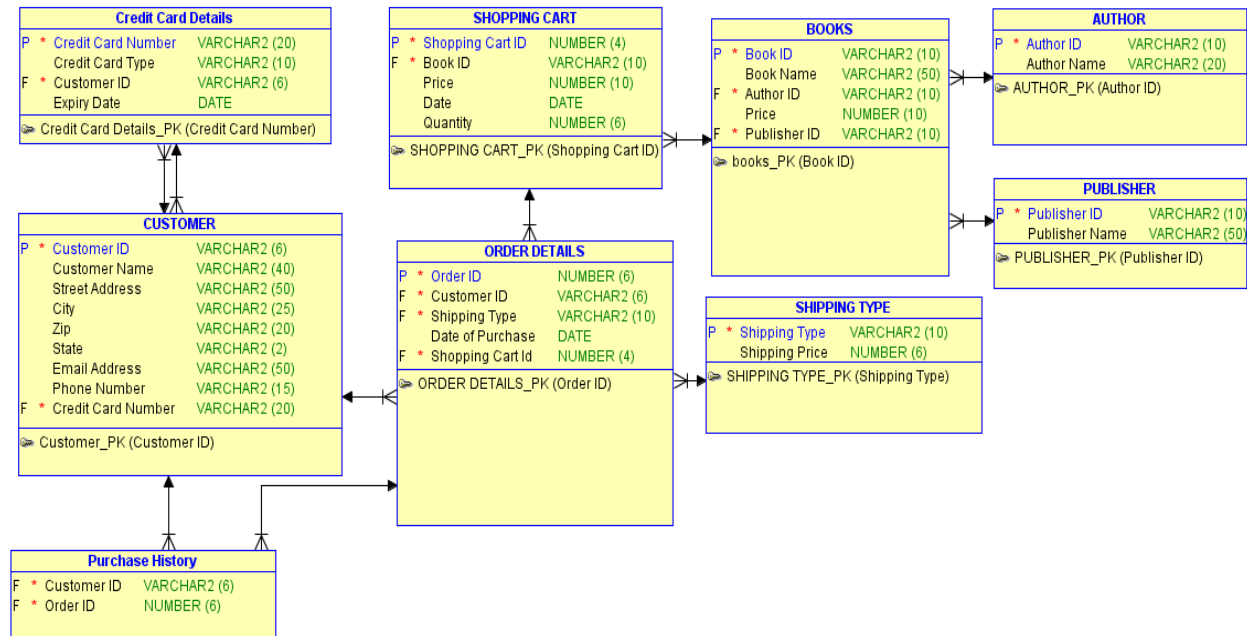 Credit Card Details
P * Credit Card Number VARCHAR2 (20)
Credit Card Type VARCHAR2 (10)
F * Customer ID VARCHAR2 (6)
Expiry Date DATE
Credit Card Details_PK (Credit Card Number)
SHOPPING CART
P * Shopping Cart ID NUMBER (4)
F * Book ID VARCHAR2 (10)
Price NUMBER (10)
Date DATE
Quantity NUMBER (6)
SHOPPING CART_PK (Shopping Cart ID)
BOOKS
P * Book ID VARCHAR2 (10)
Book Name VARCHAR2 (50)
F * Author ID VARCHAR2 (10)
Price NUMBER (10)
F * Publisher ID VARCHAR2 (10)
books_PK (Book ID)
AUTHOR
P * Author ID VARCHAR2 (10)
Author Name VARCHAR2 (20)
AUTHOR_PK (Author ID)
PUBLISHER
P * Publisher ID VARCHAR2 (10)
Publisher Name VARCHAR2 (50)
PUBLISHER_PK (Publisher ID)
CUSTOMER
P * Customer ID VARCHAR2 (6)
Customer Name VARCHAR2 (40)
Street Address VARCHAR2 (50)
City VARCHAR2 (25)
Zip VARCHAR2 (20)
State VARCHAR2 (2)
Email Address VARCHAR2 (50)
Phone Number VARCHAR2 (15)
F * Credit Card Number VARCHAR2 (20)
Customer_PK (Customer ID)
ORDER DETAILS
P * Order ID NUMBER (6)
F * Customer ID VARCHAR2 (6)
F * Shipping Type VARCHAR2 (10)
Date of Purchase DATE
F * Shopping Cart Id NUMBER (4)
ORDER DETAILS_PK (Order ID)
SHIPPING TYPE
P * Shipping Type VARCHAR2 (10)
Shipping Price NUMBER (6)
SHIPPING TYPE_PK (Shipping Type)
Purchase History
F * Customer ID VARCHAR2 (6)
F * Order ID NUMBER (6)